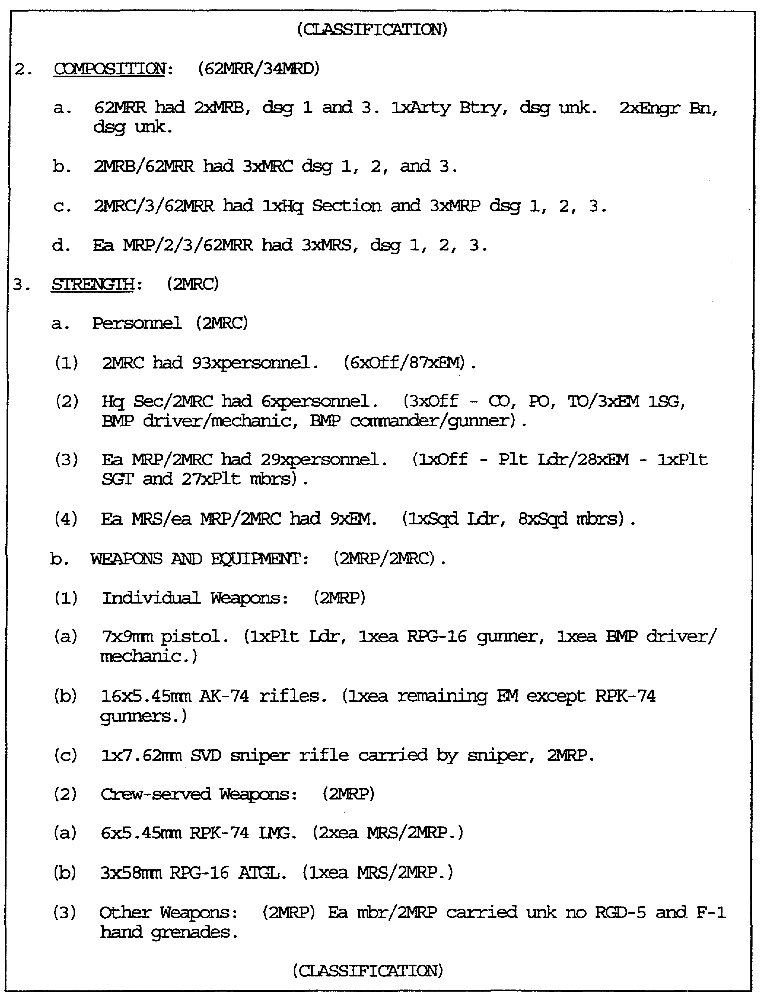 (CLASSIFICATION)
2. COMPOSITION: (62MRR/34MRD)
a. 62MRR had 2xMRB, dsg 1 and 3. 1xArty Btry, dsg unk. 2xEngr Bn,
dsg unk.
b. 2MRB/62MRR had 3xMRC dsg 1, 2, and 3.
c. 2MRC/3/62MRR had 1xHq Section and 3xMRP dsg 1, 2, 3.
d. Ea MRP/2/3/62MRR had 3xMRS, dsg 1, 2, 3.
3. STRENGTH: (2MRC)
a. Personnel (2MRC)
(1) 2MRC had 93xpersonnel. (6xOff/87xEM).
(2) Hq Sec/2MRC had 6xpersonnel. (3xOff - CO, PO, TO/3xEM 1SG,
BMP driver/mechanic, BMP commander/gunner).
(3) Ea MRP/2MRC had 29xpersonnel. (1xOff - Plt Ldr/28xEM - 1xPlt
SGT and 27xPlt mbrs).
(4) Ea MRS/ea MRP/2MRC had 9xEM. (1xSqd Ldr, 8xSqd mbrs).
b. WEAPONS AND EQUIPMENT: (2MRP/2MRC).
(1) Individual Weapons: (2MRP)
(a) 7x9mm pistol. (1xPlt Ldr, 1xea RPG-16 gunner, 1xea BMP driver/
mechanic.)
(b) 16x5.45mm AK-74 rifles. (1xea remaining EM except RPK-74
gunners.)
(c) 1x7.62mm SVD sniper rifle carried by sniper, 2MRP.
(2) Crew-served Weapons: (2MRP)
(a) 6x5.45mm RPK-74 LMG. (2xea MRS/2MRP.)
(b) 3x58mm RPG-16 ATGL. (1xea MRS/2MRP.)
(3) Other Weapons: (2MRP) Ea mbr/2MRP carried unk no RGD-5 and F-1
hand grenades.
(CLASSIFICATION)